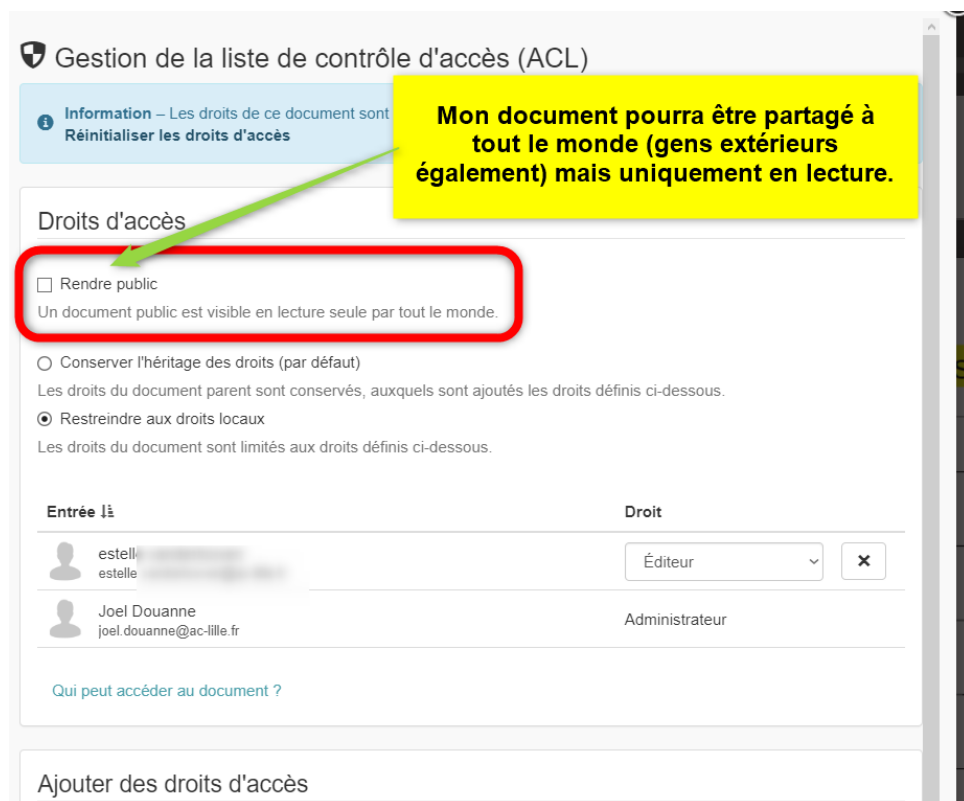 Gestion de la liste de contrôle d'accès (ACL)
Information – Les droits de ce document sont
Réinitialiser les droits d'accès
Mon document pourra être partagé à
tout le monde (gens extérieurs
également) mais uniquement en lecture.
Droits d'accès
Rendre public
Un document public est visible en lecture seule par tout le monde.
Conserver l'héritage des droits (par défaut)
Les droits du document parent sont conservés, auxquels sont ajoutés les droits définis ci-dessous.
Restreindre aux droits locaux
Les droits du document sont limités aux droits définis ci-dessous.
Entrée Droit
estelle
Éditeur
estelle
Joel Douanne
joel.douanne@ac-lille.fr
Administrateur
Qui peut accéder au document ?
Ajouter des droits d'accès